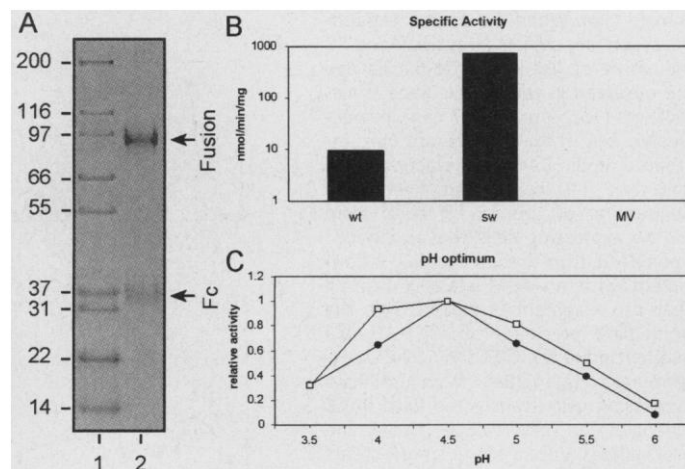 A
200
116
97
66
55
37
31
22
14
Fusion
Fc
1 2
B
Specific Activity
nmol/min/mg
1000
100
10
1
wt sw MV
C
pH optimum
relative activity
1.2
1
0.8
0.6
0.4
0.2
0
3.5 4 4.5 5 5.5 6
pH